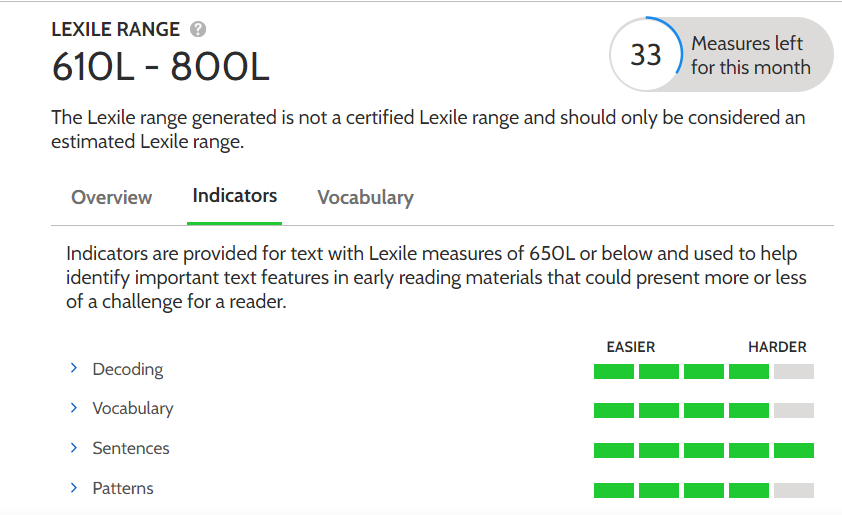 LEXILE RANGE ?
610L - 800L
33
Measures left
for this month
The Lexile range generated is not a certified Lexile range and should only be considered an
estimated Lexile range.
Overview Indicators Vocabulary
Indicators are provided for text with Lexile measures of 650L or below and used to help
identify important text features in early reading materials that could present more or less
of a challenge for a reader.
EASIER HARDER
Decoding
Vocabulary
Sentences
Patterns